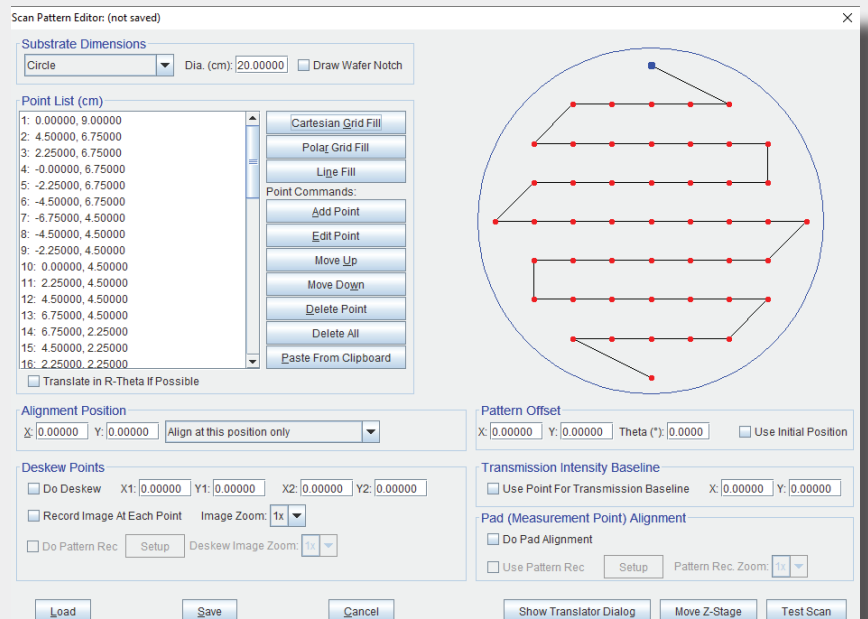 Scan Pattern Editor: (not saved)
Substrate Dimensions
Circle Dia. (cm): 20.00000 Draw Wafer Notch
Point List (cm)
1: 0.00000, 9.00000
2: 4.50000, 6.75000
3: 2.25000, 6.75000
4: -0.00000, 6.75000
5: -2.25000, 6.75000
6: -4.50000, 6.75000
7: -6.75000, 4.50000
8: -4.50000, 4.50000
9: -2.25000, 4.50000
10: 0.00000, 4.50000
11: 2.25000, 4.50000
12: 4.50000, 4.50000
13: 6.75000, 4.50000
14: 6.75000, 2.25000
15: 4.50000, 2.25000
16: 2.25000, 2.25000
Cartesian Grid Fill
Polar Grid Fill
Line Fill
Point Commands:
Add Point
Edit Point
Move Up
Move Down
Delete Point
Delete All
Paste From Clipboard
Translate in R-Theta If Possible
Alignment Position
X: 0.00000 Y: 0.00000 Align at this position only
Pattern Offset
X: 0.00000 Y: 0.00000 Theta (°): 0.0000 Use Initial Position
Deskew Points
Do Deskew X1: 0.00000 Y1: 0.00000 X2: 0.00000 Y2: 0.00000
Record Image At Each Point Image Zoom: 1x
Do Pattern Rec Setup Deskew Image Zoom: 1x
Transmission Intensity Baseline
Use Point For Transmission Baseline X: 0.00000 Y: 0.00000
Pad (Measurement Point) Alignment
Do Pad Alignment
Use Pattern Rec Setup Pattern Rec. Zoom: 1x
Load Save Cancel Show Translator Dialog Move Z-Stage Test Scan